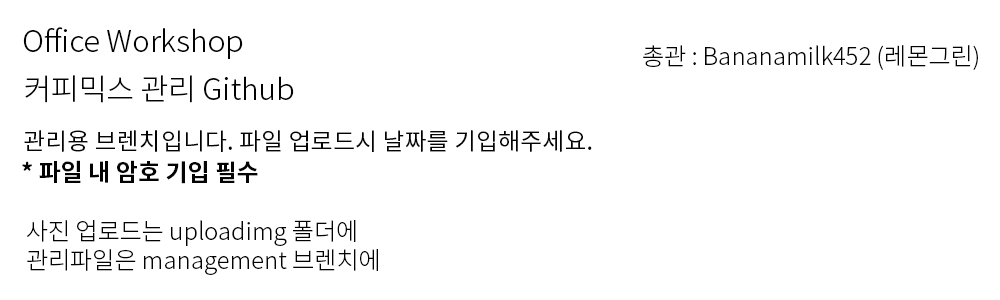 Office Workshop
총관 : Bananamilk452 (레몬그린)
커피믹스 관리 Github
관리용 브렌치입니다. 파일 업로드시 날짜를 기입해주세요.
* 파일 내 암호 기입 필수
사진 업로드는 uploadimg 폴더에
관리파일은 management 브렌치에